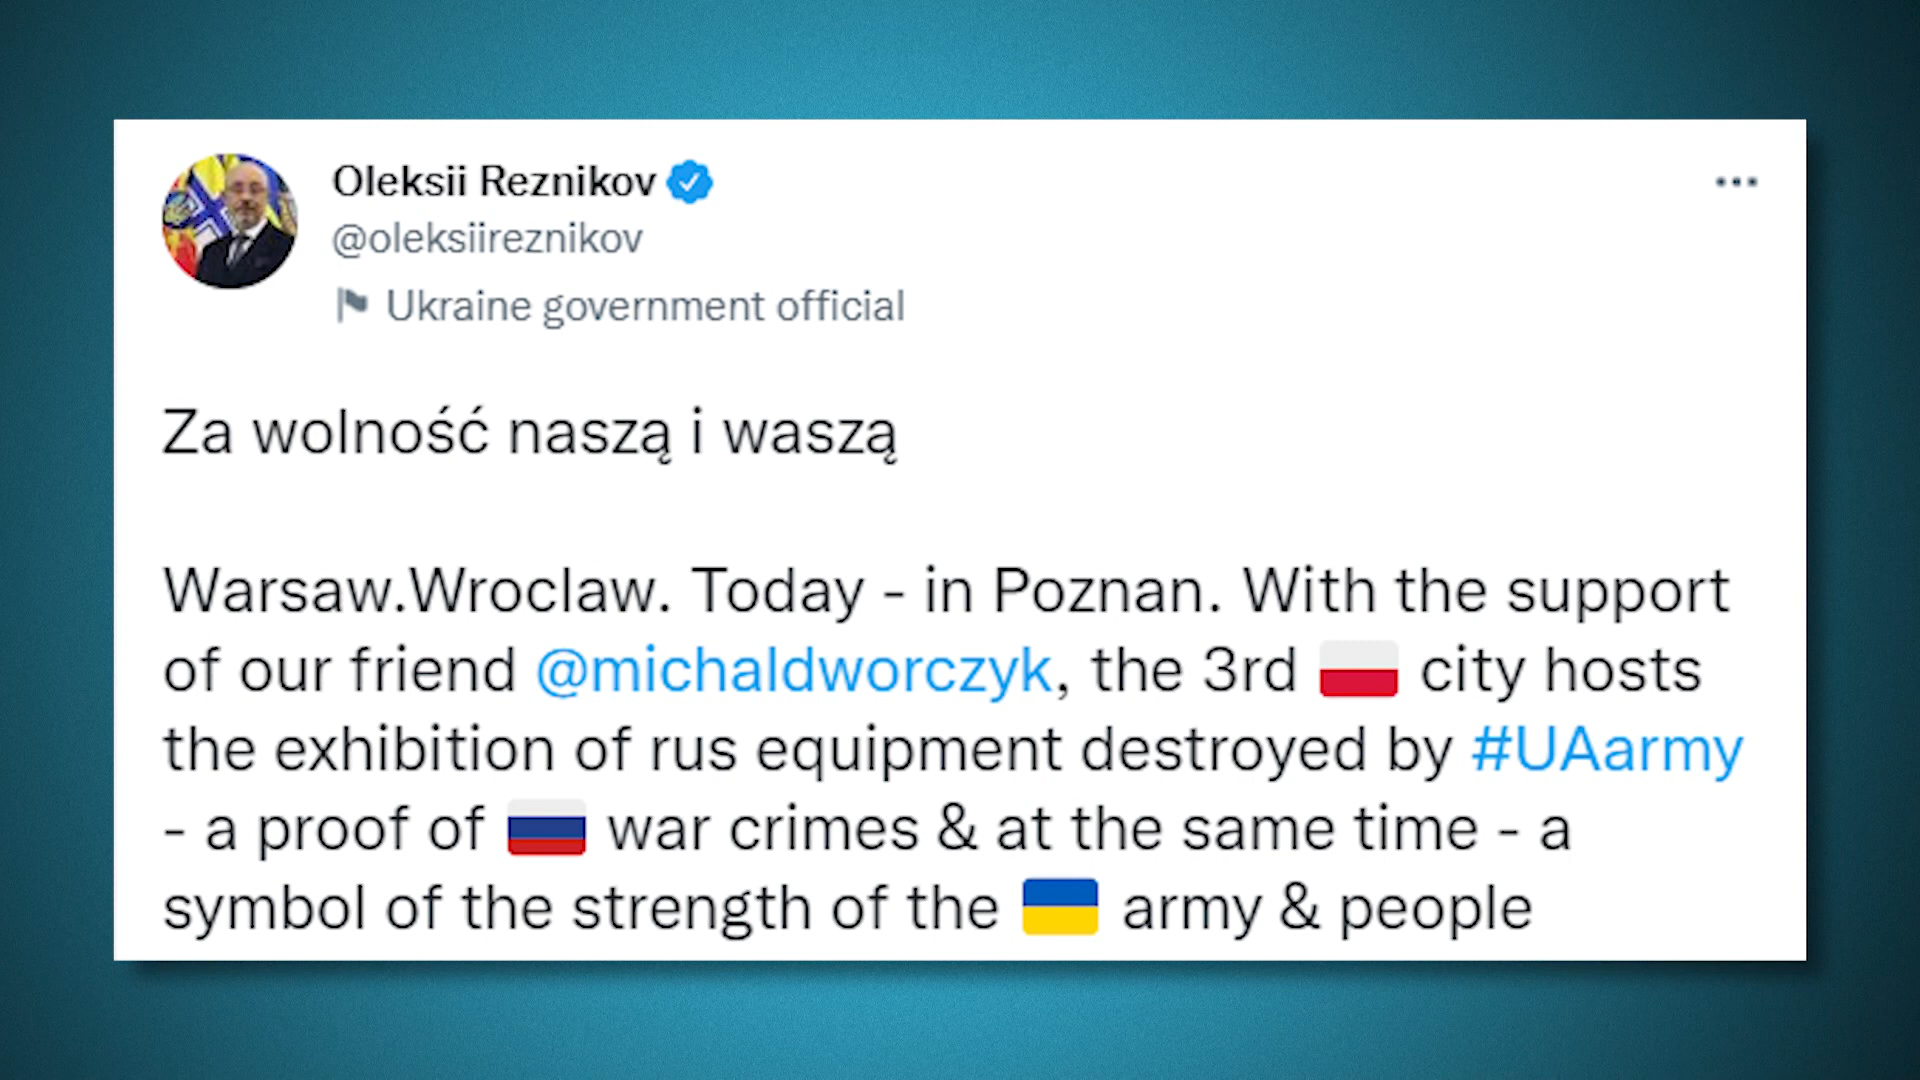 Oleksii Reznikov
@oleksiireznikov
Ukraine government official
Za wolność naszą i waszą
Warsaw.Wroclaw. Today - in Poznan. With the support
of our friend @michaldworczyk, the 3rd 🇵🇱 city hosts
the exhibition of rus equipment destroyed by #UAarmy
- a proof of 🇷🇺 war crimes & at the same time - a
symbol of the strength of the 🇺🇦 army & people